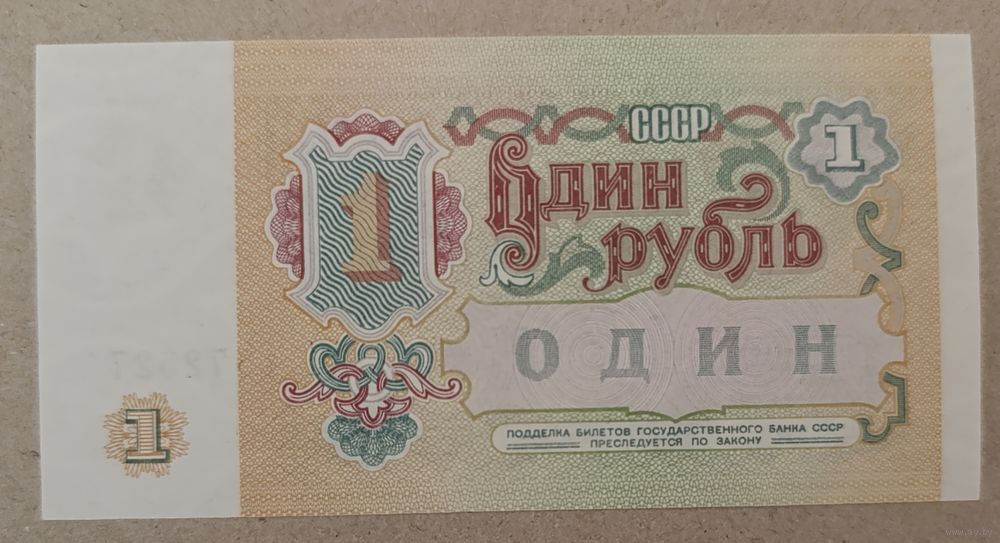 СССР
1
Один
рубль
1
ОДИН
1
ПОДДЕЛКА БИЛЕТОВ ГОСУДАРСТВЕННОГО БАНКА СССР
ПРЕСЛЕДУЕТСЯ ПО ЗАКОНУ